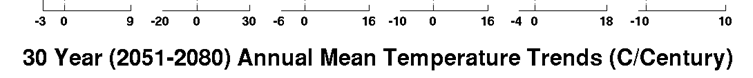 -3 0 9 -20 0 30 -6 0 16 -10 0 16 -4 0 18 -10 10
30 Year (2051-2080) Annual Mean Temperature Trends (C/Century)